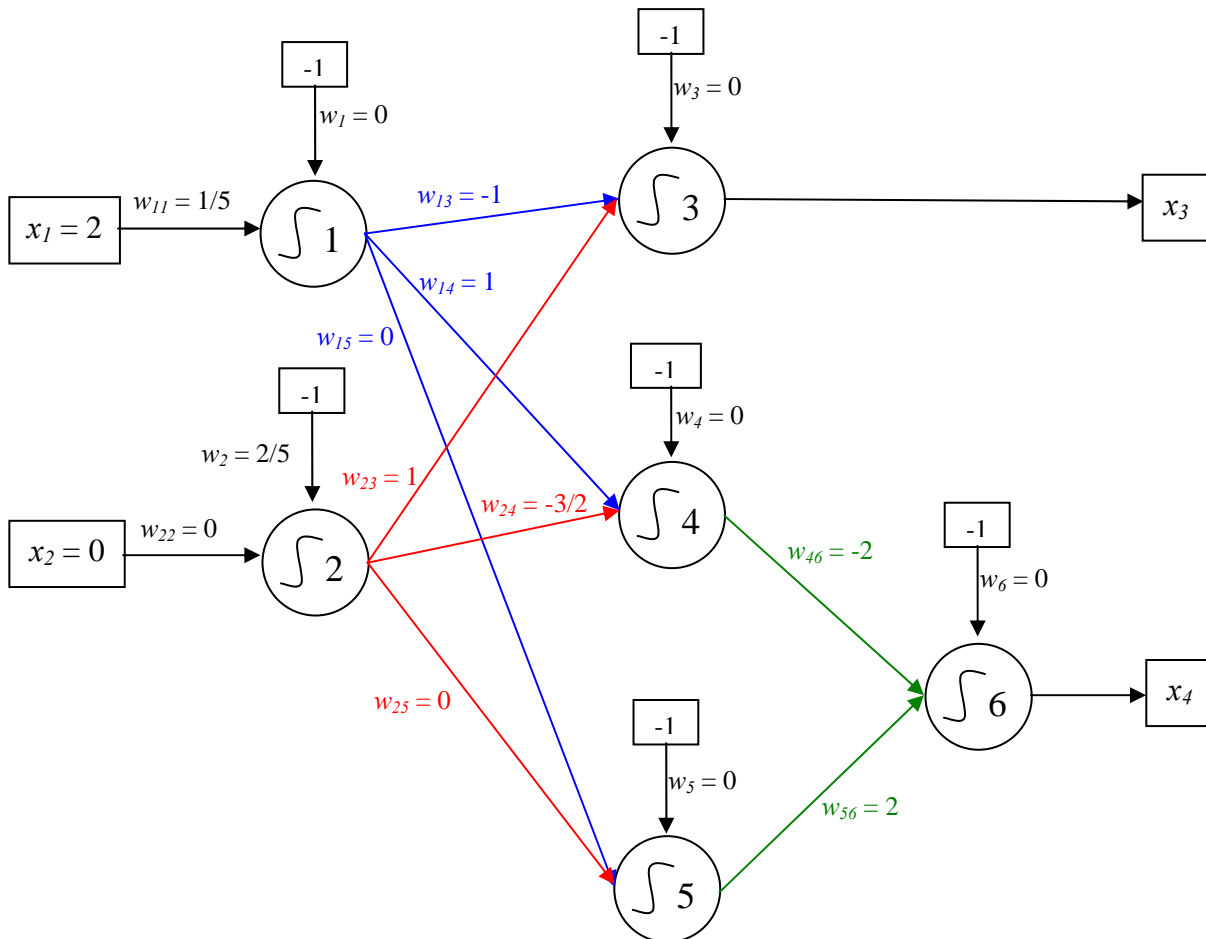 -1
-1
w3 = 0
w1 = 0
x1 = 2
w11 = 1/5
1
w13 = -1
3
x3
w14 = 1
w15 = 0
-1
-1
w4 = 0
w2 = 2/5
w23 = 1
w24 = -3/2
4
x2 = 0
w22 = 0
2
-1
w46 = -2
w6 = 0
w25 = 0
6
x4
-1
w5 = 0
w56 = 2
5